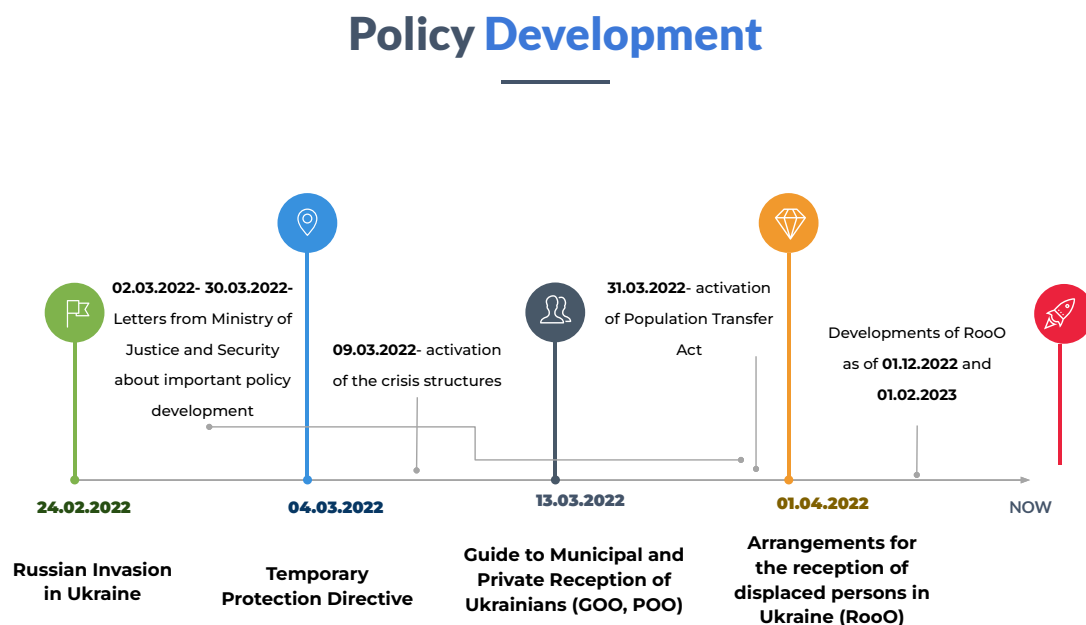 Policy Development
02.03.2022- 30.03.2022-
Letters from Ministry of
Justice and Security
about important policy
development
09.03.2022- activation
of the crisis structures
31.03.2022- activation
of Population Transfer
Act
Developments of RooO
as of 01.12.2022 and
01.02.2023
24.02.2022
04.03.2022
13.03.2022
01.04.2022
NOW
Russian Invasion
in Ukraine
Temporary
Protection Directive
Guide to Municipal and
Private Reception of
Ukrainians (GOO, POO)
Arrangements for
the reception of
displaced persons in
Ukraine (RooO)